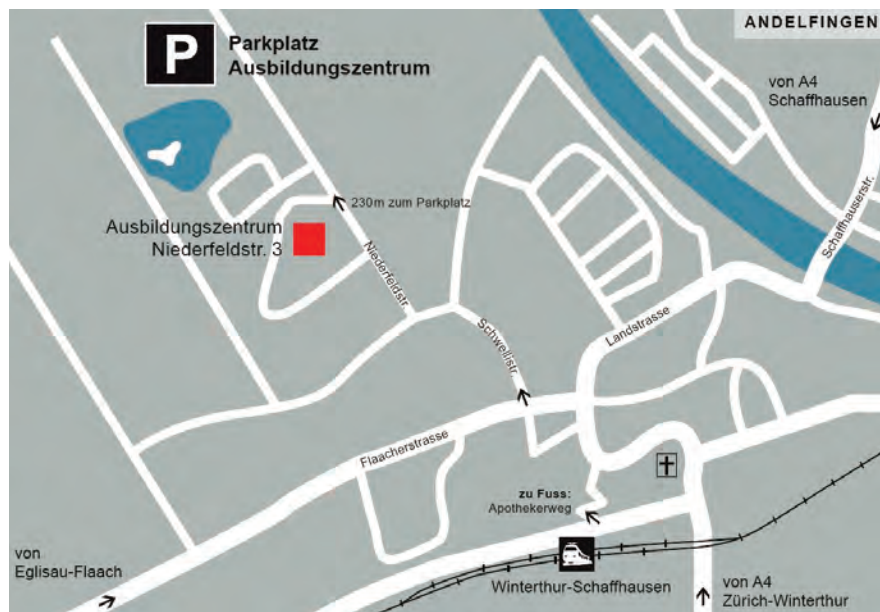 ANDELFINGEN
P
Parkplatz
Ausbildungszentrum
von A4
Schaffhausen
230m zum Parkplatz
Ausbildungszentrum
Niederfeldstr. 3
Niederfeldstr.
Schaffhauserstr.
Landstrasse
Schwellistr.
Flaacherstrasse
zu Fuss:
Apothekerweg
von
Eglisau-Flaach
Winterthur-Schaffhausen
von A4
Zürich-Winterthur